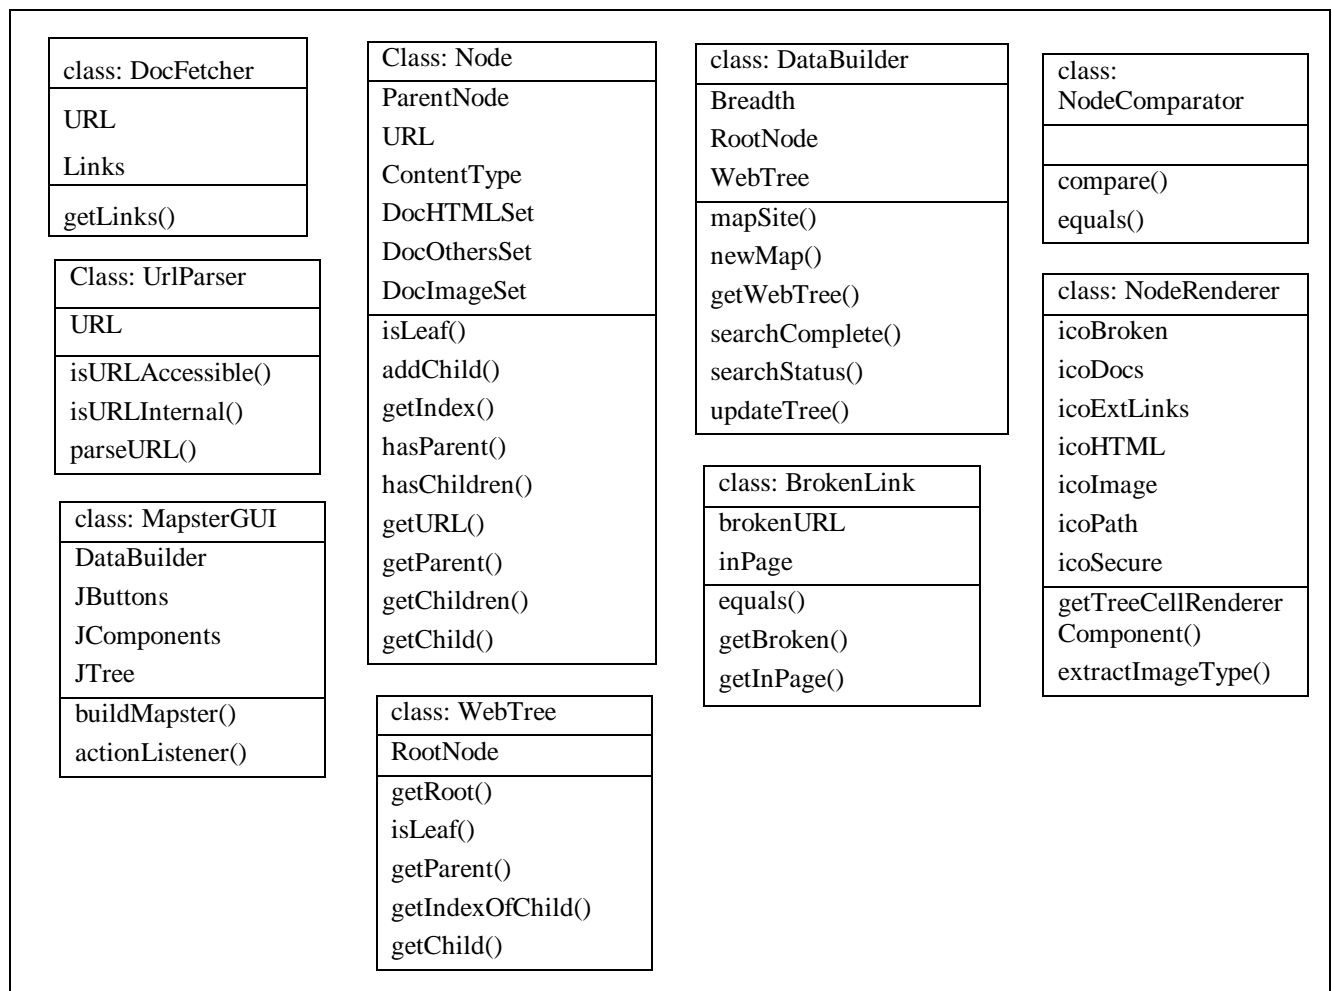 class: DocFetcher
URL
Links
getLinks()
Class: UrlParser
URL
isURLAccessible()
isURLInternal()
parseURL()
class: MapsterGUI
DataBuilder
JButtons
JComponents
JTree
buildMapster()
actionListener()
Class: Node
ParentNode
URL
ContentType
DocHTMLSet
DocOthersSet
DocImageSet
isLeaf()
addChild()
getIndex()
hasParent()
hasChildren()
getURL()
getParent()
getChildren()
getChild()
class: WebTree
RootNode
getRoot()
isLeaf()
getParent()
getIndexOfChild()
getChild()
class: DataBuilder
Breadth
RootNode
WebTree
mapSite()
newMap()
getWebTree()
searchComplete()
searchStatus()
updateTree()
class: BrokenLink
brokenURL
inPage
equals()
getBroken()
getInPage()
class:
NodeComparator
compare()
equals()
class: NodeRenderer
icoBroken
icoDocs
icoExtLinks
icoHTML
icoImage
icoPath
icoSecure
getTreeCellRenderer
Component()
extractImageType()